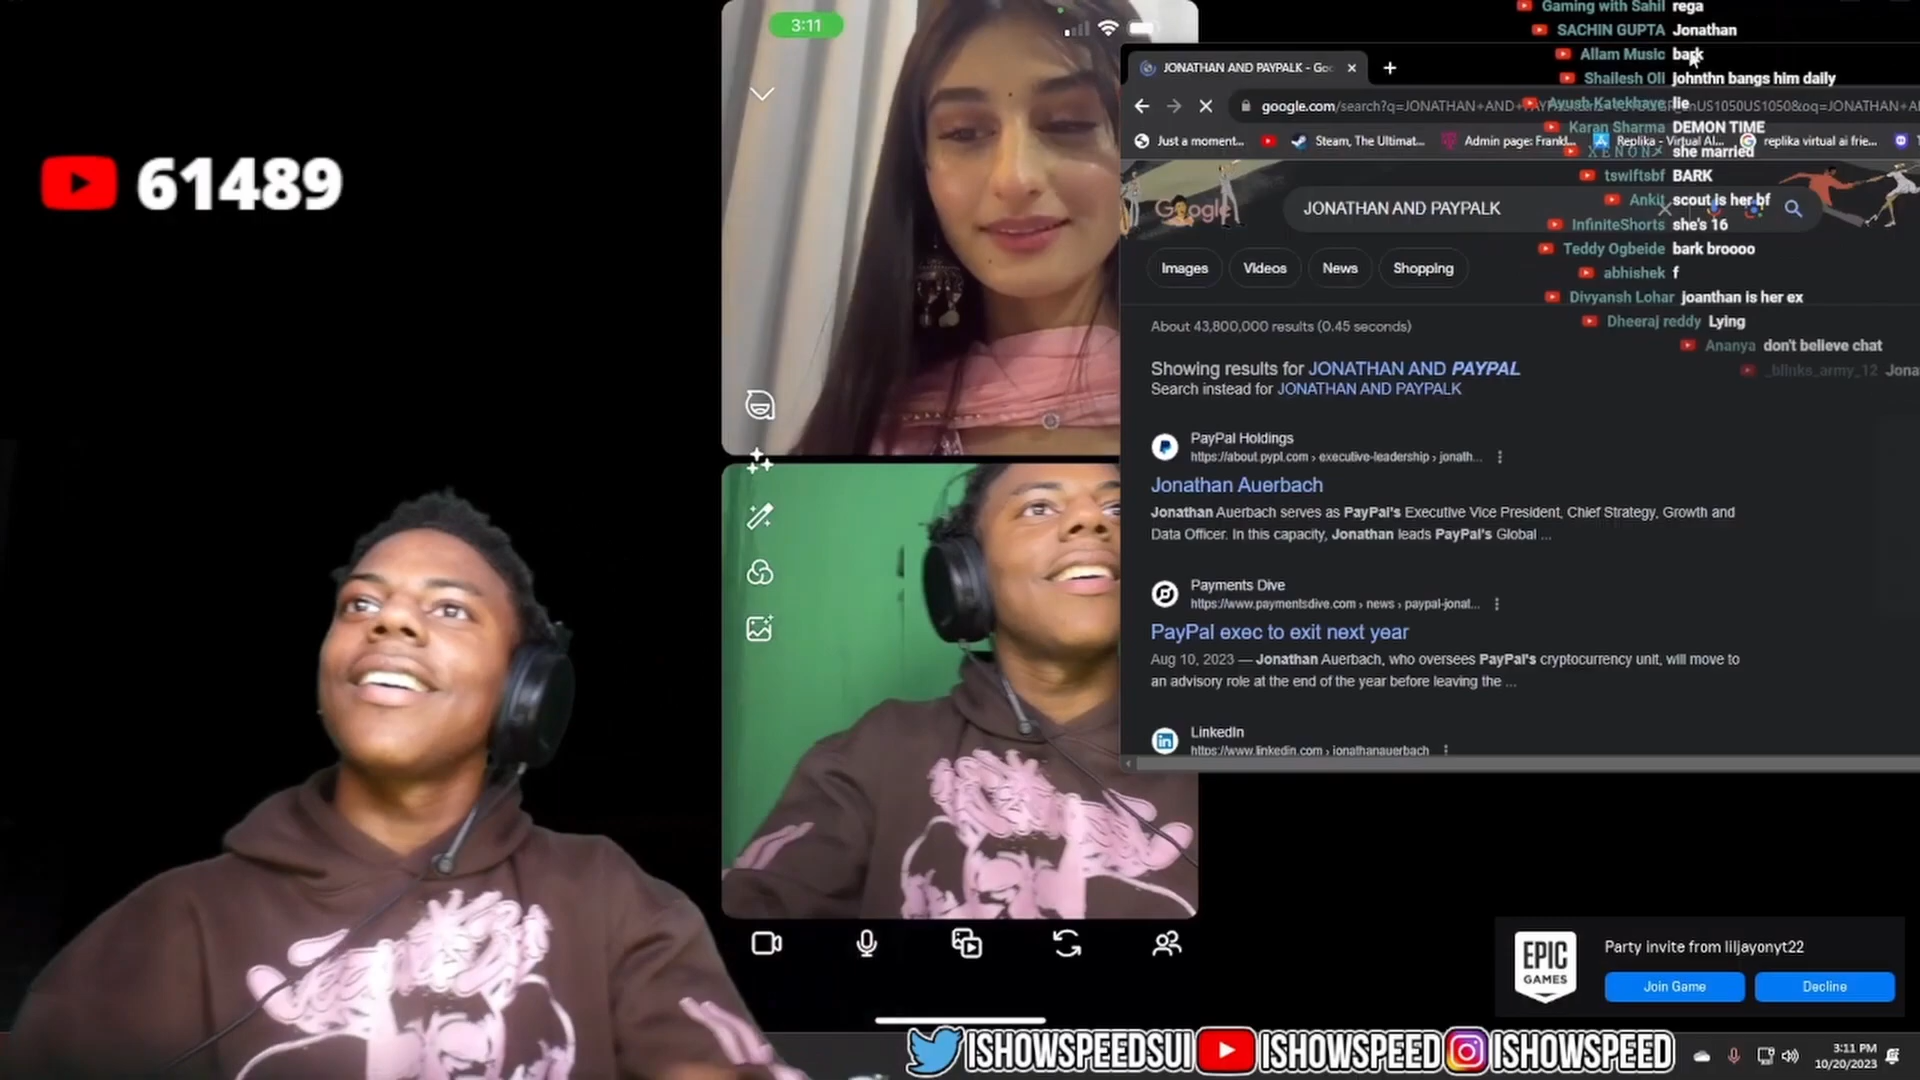 61489
3:11
Gaming with Sahil rega
SACHIN GUPTA Jonathan
Allam Music bark
Shailesh Oli johnthn bangs him daily
Ayush Katekhaye lie
Karan Sharma DEMON TIME
XENON she married
tswiftsbf BARK
Ankit scout is her bf
InfiniteShorts she's 16
Teddy Ogbeide bark broooo
abhishek f
Divyansh Lohar joanthan is her ex
Dheeraj reddy Lying
Ananya don't believe chat
_blinks_army_12 Jona
JONATHAN AND PAYPALK - Goo
google.com/search?q=JONATHAN+AND+PAYPALK
nUS1050US1050&oq=JONATHAN+A
Just a moment...
Steam, The Ultimat...
Admin page: Frankl...
Replika - Virtual AI...
replika virtual ai frie...
Google
JONATHAN AND PAYPALK
Images
Videos
News
Shopping
About 43,800,000 results (0.45 seconds)
Showing results for JONATHAN AND PAYPAL
Search instead for JONATHAN AND PAYPALK
PayPal Holdings
https://about.pypl.com › executive-leadership › jonath...
Jonathan Auerbach
Jonathan Auerbach serves as PayPal's Executive Vice President, Chief Strategy, Growth and
Data Officer. In this capacity, Jonathan leads PayPal's Global ...
Payments Dive
https://www.paymentsdive.com › news › paypal-jonat...
PayPal exec to exit next year
Aug 10, 2023 — Jonathan Auerbach, who oversees PayPal's cryptocurrency unit, will move to
an advisory role at the end of the year before leaving the ...
LinkedIn
https://www.linkedin.com › jonathanauerbach
EPIC
GAMES
Party invite from liljayonyt22
Join Game
Decline
ISHOWSPEEDSUI ISHOWSPEED ISHOWSPEED
3:11 PM
10/20/2023